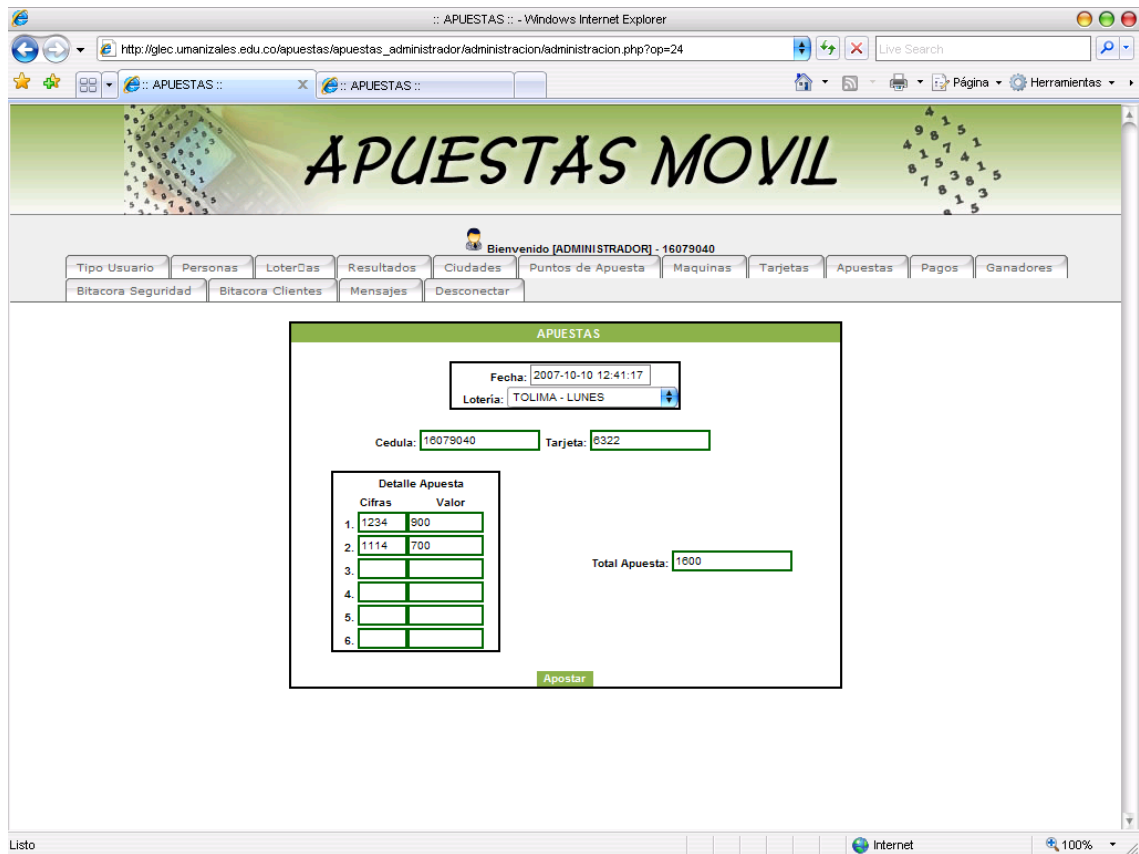 :: APUESTAS :: - Windows Internet Explorer
http://glec.umanizales.edu.co/apuestas/apuestas_administrador/administracion/administracion.php?op=24
Live Search
:: APUESTAS :: X :: APUESTAS ::
Página Herramientas
APUESTAS MOVIL
Bienvenido [ADMINISTRADOR] - 16079040
Tipo Usuario Personas Loter□as Resultados Ciudades Puntos de Apuesta Maquinas Tarjetas Apuestas Pagos Ganadores
Bitacora Seguridad Bitacora Clientes Mensajes Desconectar
APUESTAS
Fecha: 2007-10-10 12:41:17
Lotería: TOLIMA - LUNES
Cedula: 16079040 Tarjeta: 6322
Detalle Apuesta
Cifras Valor
1. 1234 900
2. 1114 700
3.
4.
5.
6.
Total Apuesta: 1600
Apostar
Listo Internet 100%